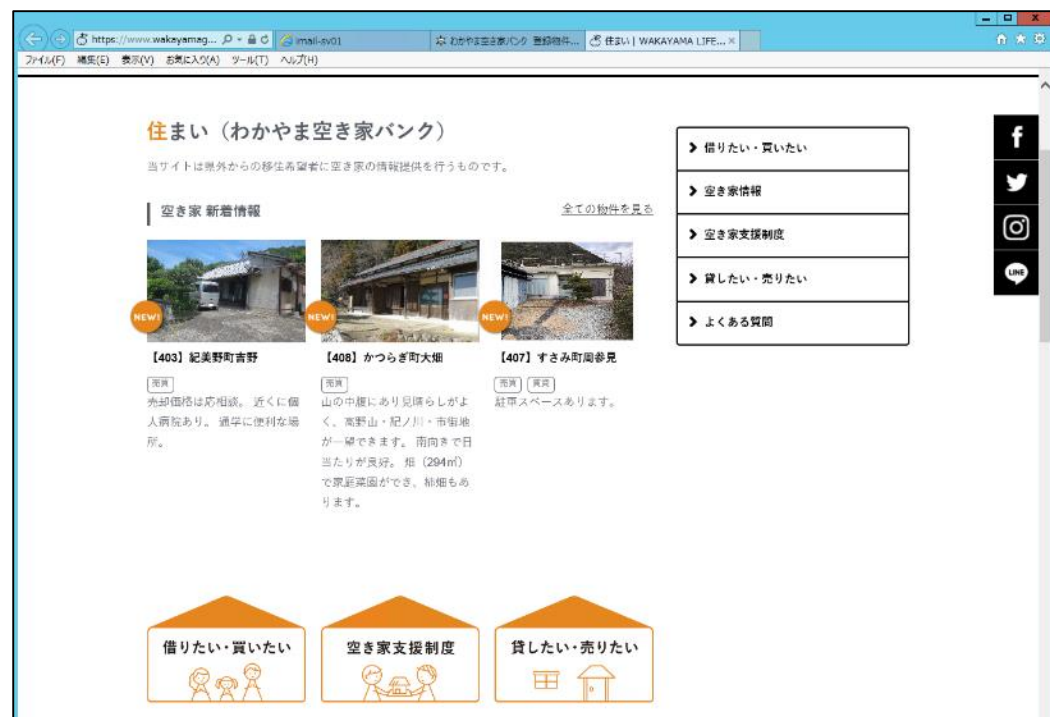 https://www.wakayamag...
imail-sv01
わかやま空き家バンク 登録物件...
住まい | WAKAYAMA LIFE...
ファイル(F) 編集(E) 表示(V) お気に入り(A) ツール(T) ヘルプ(H)
住まい（わかやま空き家バンク）
当サイトは県外からの移住希望者に空き家の情報提供を行うものです。
空き家 新着情報
全ての物件を見る
NEW!
【403】紀美野町吉野
売買
売却価格は応相談。 近くに個
人病院あり。 通学に便利な場
所。
NEW!
【408】かつらぎ町大畑
売買
山の中腹にあり見晴らしがよ
く、高野山・紀ノ川・市街地
が一望できます。 南向きで日
当たりが良好。 畑（294㎡）
で家庭菜園ができ、柿畑もあ
ります。
NEW!
【407】すさみ町周参見
売買 賃貸
駐車スペースあります。
借りたい・買いたい
空き家情報
空き家支援制度
貸したい・売りたい
よくある質問
LINE
借りたい・買いたい
空き家支援制度
貸したい・売りたい